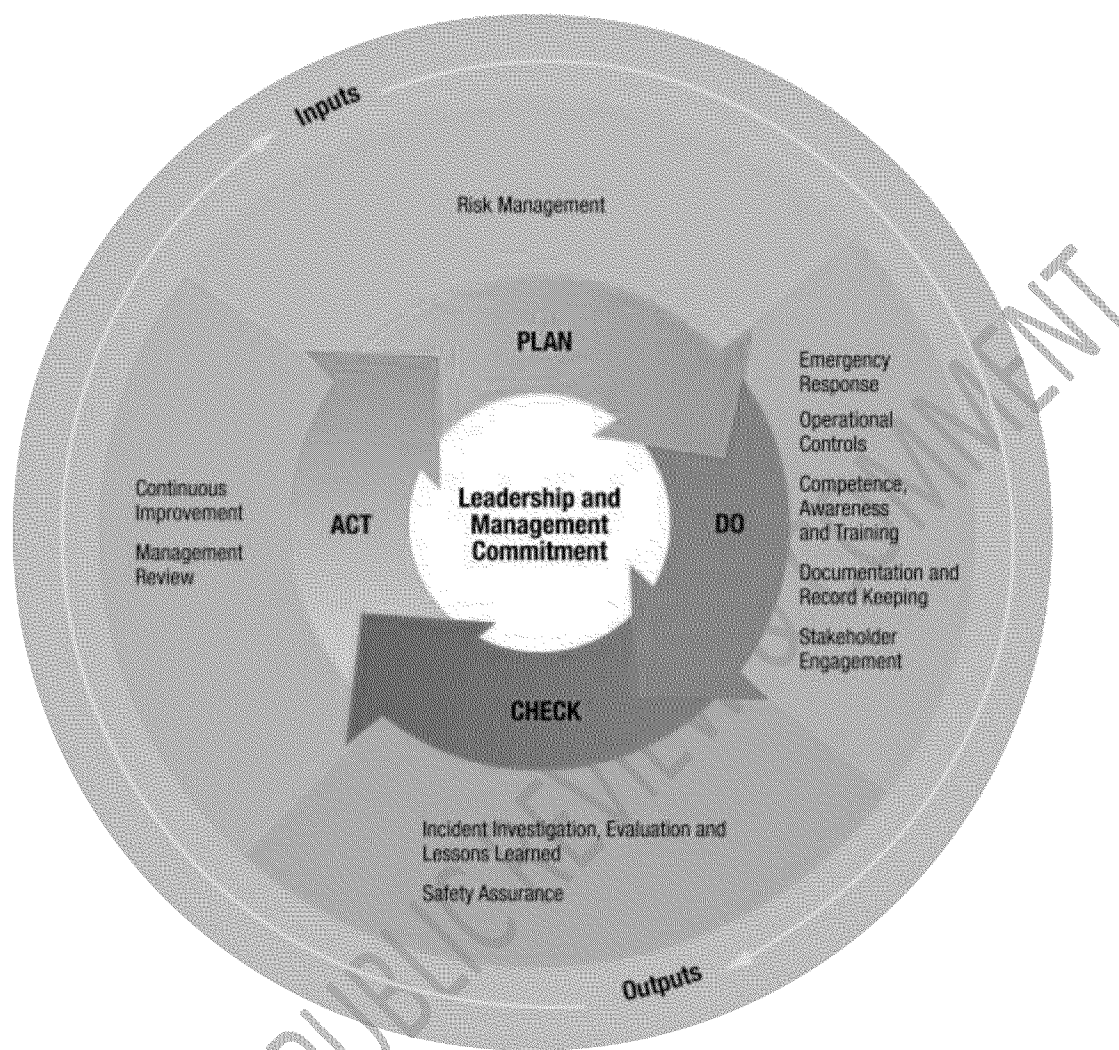 Inputs
Risk Management
PLAN
Emergency
Response
Operational
Controls
Competence,
Awareness
and Training
Documentation and
Record Keeping
Stakeholder
Engagement
DO
Leadership and
Management
Commitment
ACT
Continuous
Improvement
Management
Review
CHECK
Incident Investigation, Evaluation and
Lessons Learned
Safety Assurance
Outputs
PUBLIC REVIEW